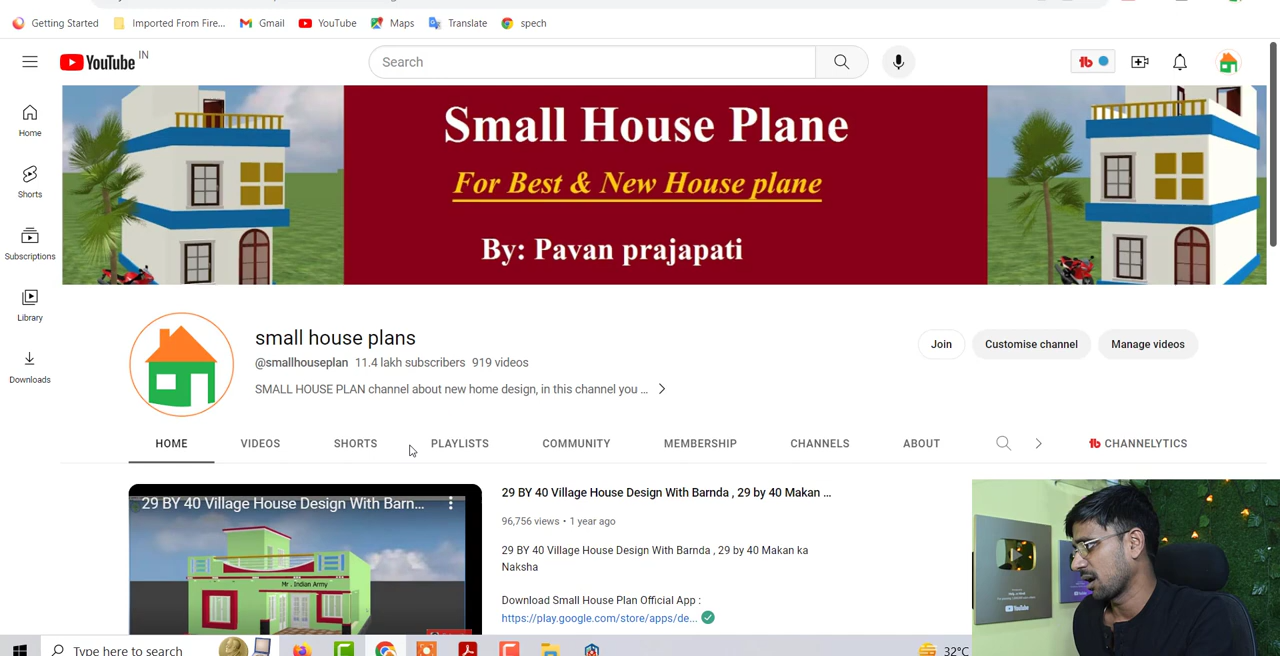 Getting Started Imported From Fire... Gmail YouTube Maps Translate spech
YouTube IN Search tb
Home
Shorts
Subscriptions
Library
Downloads
Small House Plane
For Best & New House plane
By: Pavan prajapati
small house plans
@smallhouseplan 11.4 lakh subscribers 919 videos
SMALL HOUSE PLAN channel about new home design, in this channel you ...
Join Customise channel Manage videos
HOME VIDEOS SHORTS PLAYLISTS COMMUNITY MEMBERSHIP CHANNELS ABOUT tb CHANNELYTICS
29 BY 40 Village House Design With Barn...
Mr . Indian Army
29 BY 40 Village House Design With Barnda , 29 by 40 Makan ...
96,756 views • 1 year ago
29 BY 40 Village House Design With Barnda , 29 by 40 Makan ka
Naksha
Download Small House Plan Official App :
https://play.google.com/store/apps/de...
YouTube
Type here to search 32°C